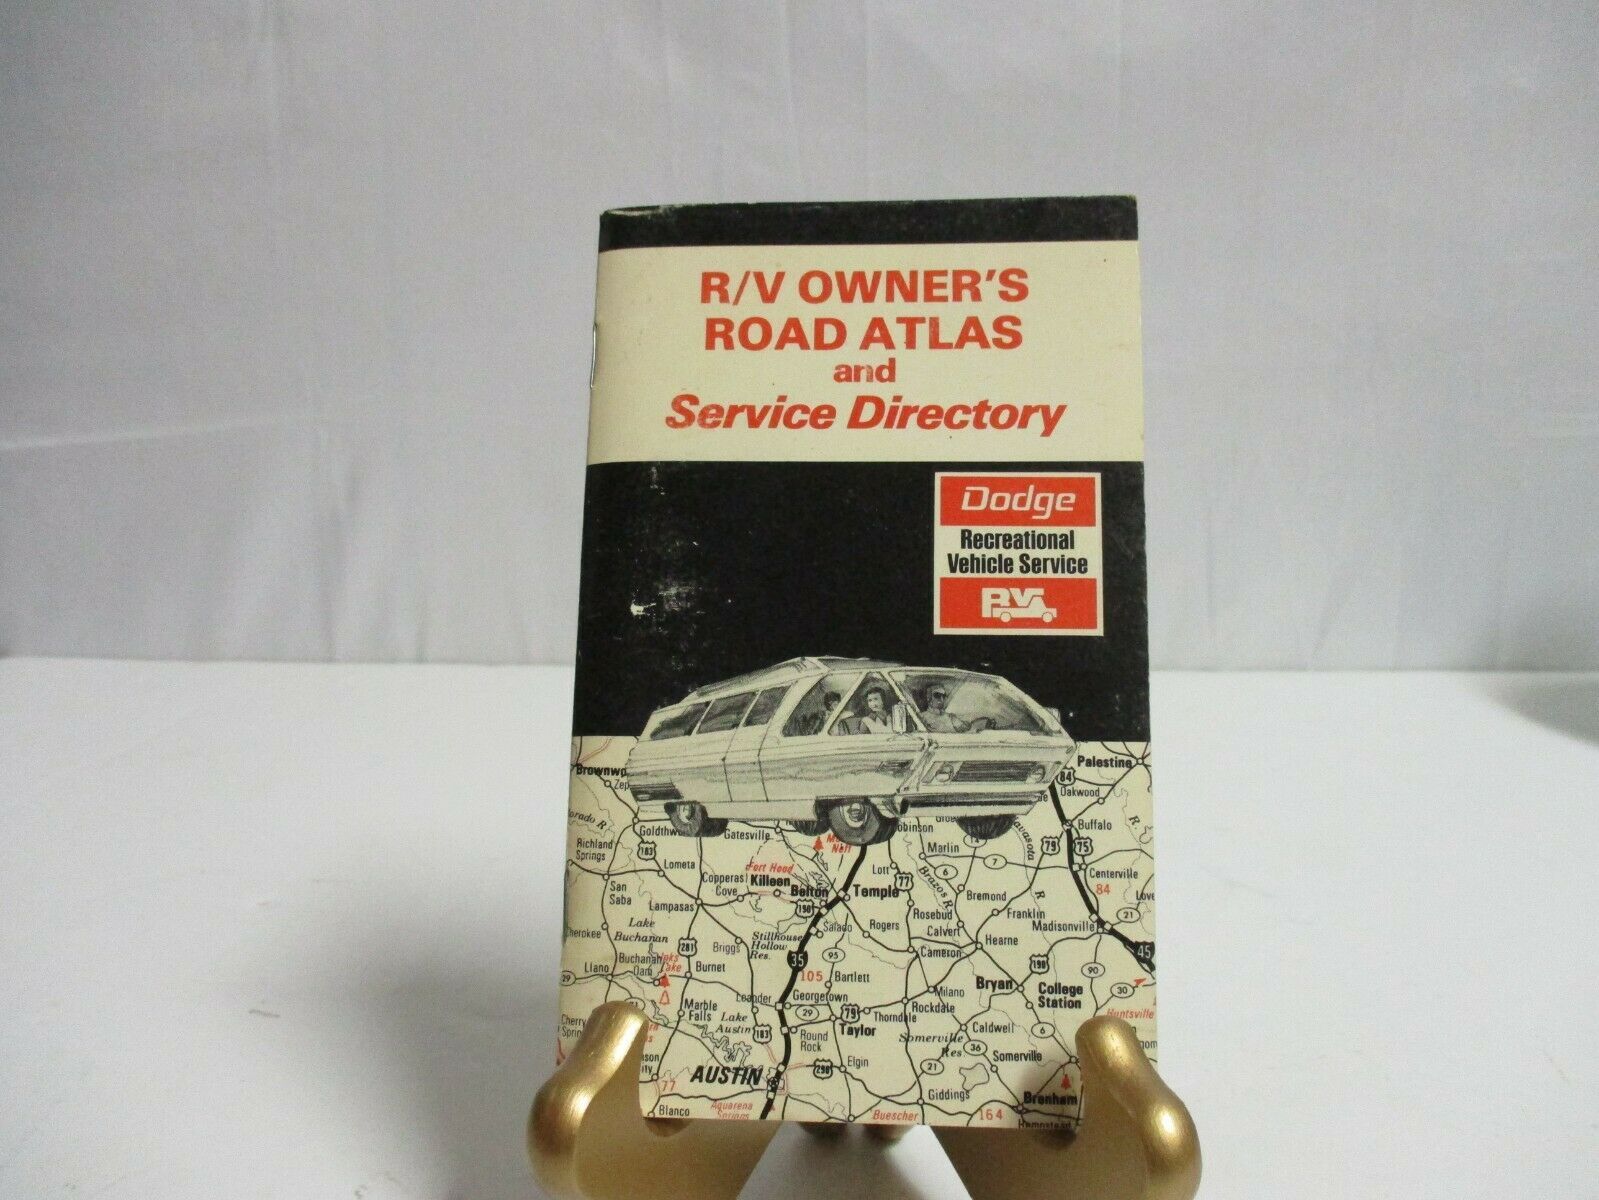 R/V OWNER'S
ROAD ATLAS
and
Service Directory
Dodge
Recreational
Vehicle Service
RV
Palestine
84
Oakwood
Goldthw
Gatesville
Robinson
Buffalo
Richland
Springs
183
Lometa
Fort Hood
Marlin
7
6
79
75
Centerville
84
Copperas
Cove
Killeen
Belton
Temple
Lott
77
Brazos R.
Bremond
San
Saba
Lampasas
190
Rosebud
Franklin
21
Lake
Buchanan
Salado
Rogers
Calvert
Madisonville
Cherokee
281
Briggs
Stillhouse
Hollow
Res.
95
Cameron
Hearne
45
Buchanan
Dam
35
105
Bartlett
190
90
29
Llano
Burnet
Milano
Bryan
College
Station
30
Leander
Georgetown
Rockdale
Huntsville
Marble
Falls
Lake
Austin
183
29
79
Thorndale
Caldwell
6
Round
Rock
Taylor
Somerville
Res
36
Somerville
Elgin
21
AUSTIN
290
Giddings
Brenham
77
Blanco
Aquarena
Springs
Buescher
164
Hempstead